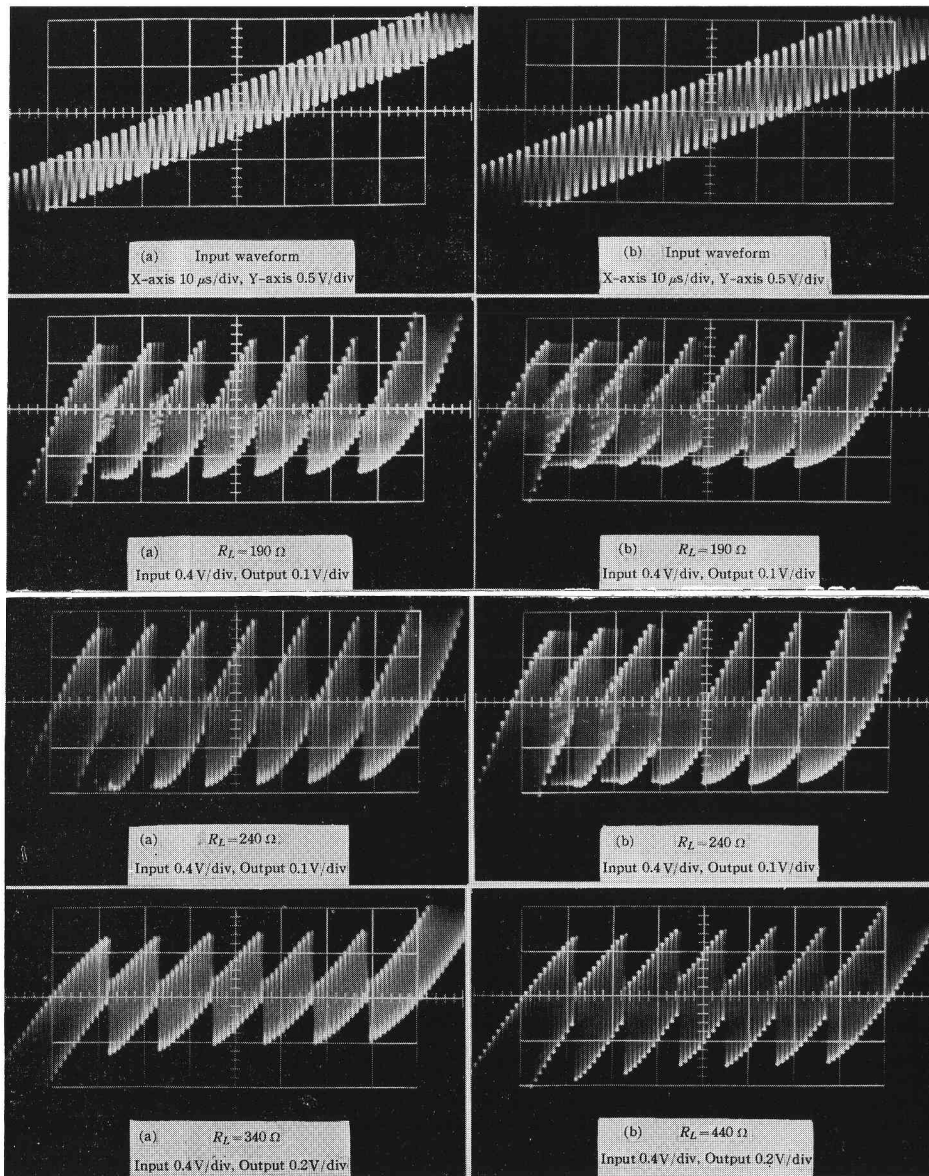 (a) Input waveform
X-axis 10 μs/div, Y-axis 0.5 V/div
(b) Input waveform
X-axis 10 μs/div, Y-axis 0.5 V/div
(a) R_L=190 Ω
Input 0.4 V/div, Output 0.1 V/div
(b) R_L=190 Ω
Input 0.4 V/div, Output 0.1 V/div
(a) R_L=240 Ω
Input 0.4 V/div, Output 0.1 V/div
(b) R_L=240 Ω
Input 0.4 V/div, Output 0.1 V/div
(a) R_L=340 Ω
Input 0.4 V/div, Output 0.2 V/div
(b) R_L=440 Ω
Input 0.4 V/div, Output 0.2 V/div